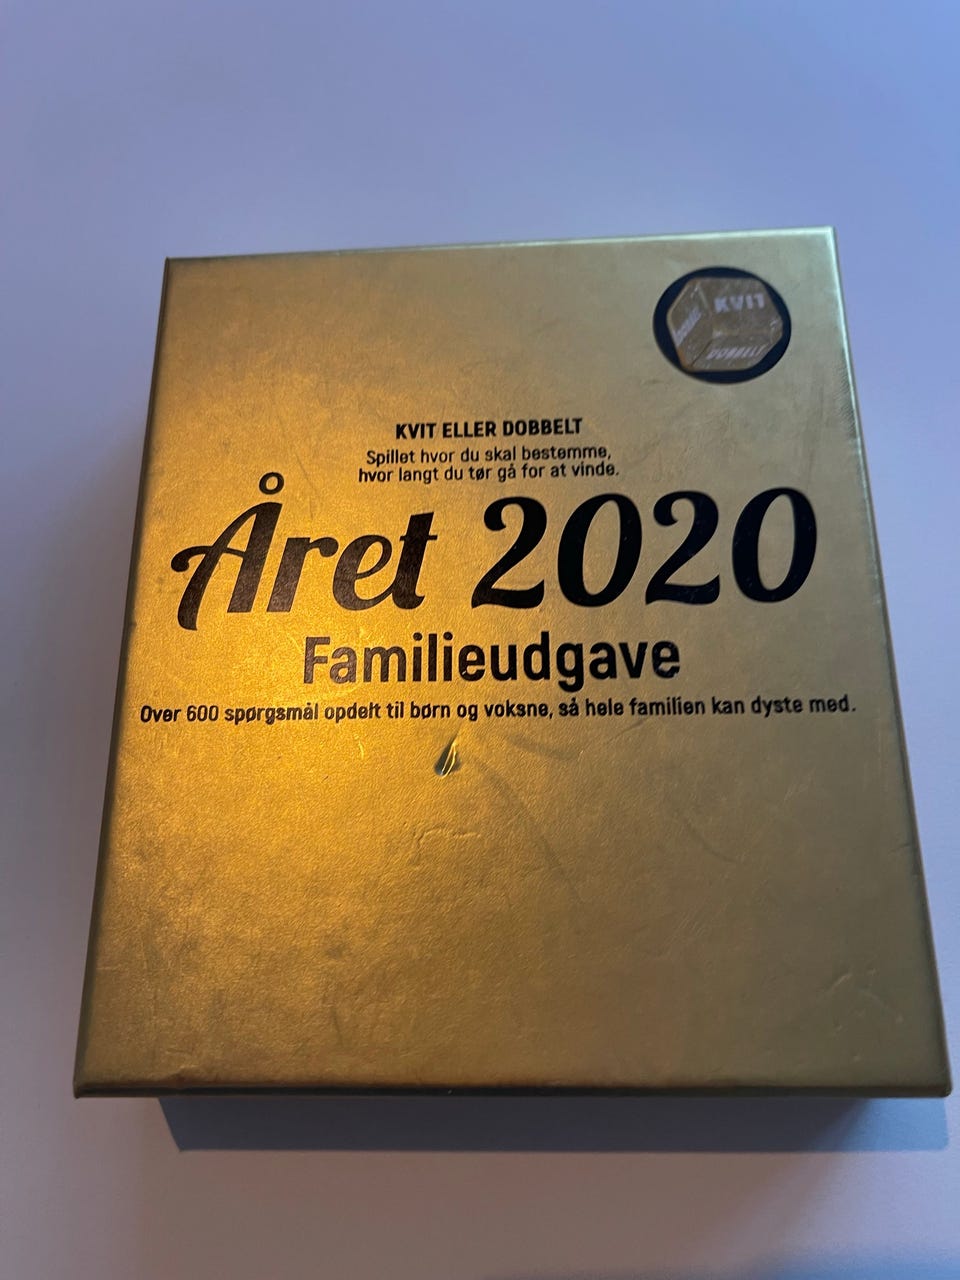 KVIT
DOBBELT
DOBBELT
KVIT ELLER DOBBELT
Spillet hvor du skal bestemme,
hvor langt du tør gå for at vinde.
Året 2020
Familieudgave
Over 600 spørgsmål opdelt til børn og voksne, så hele familien kan dyste med.